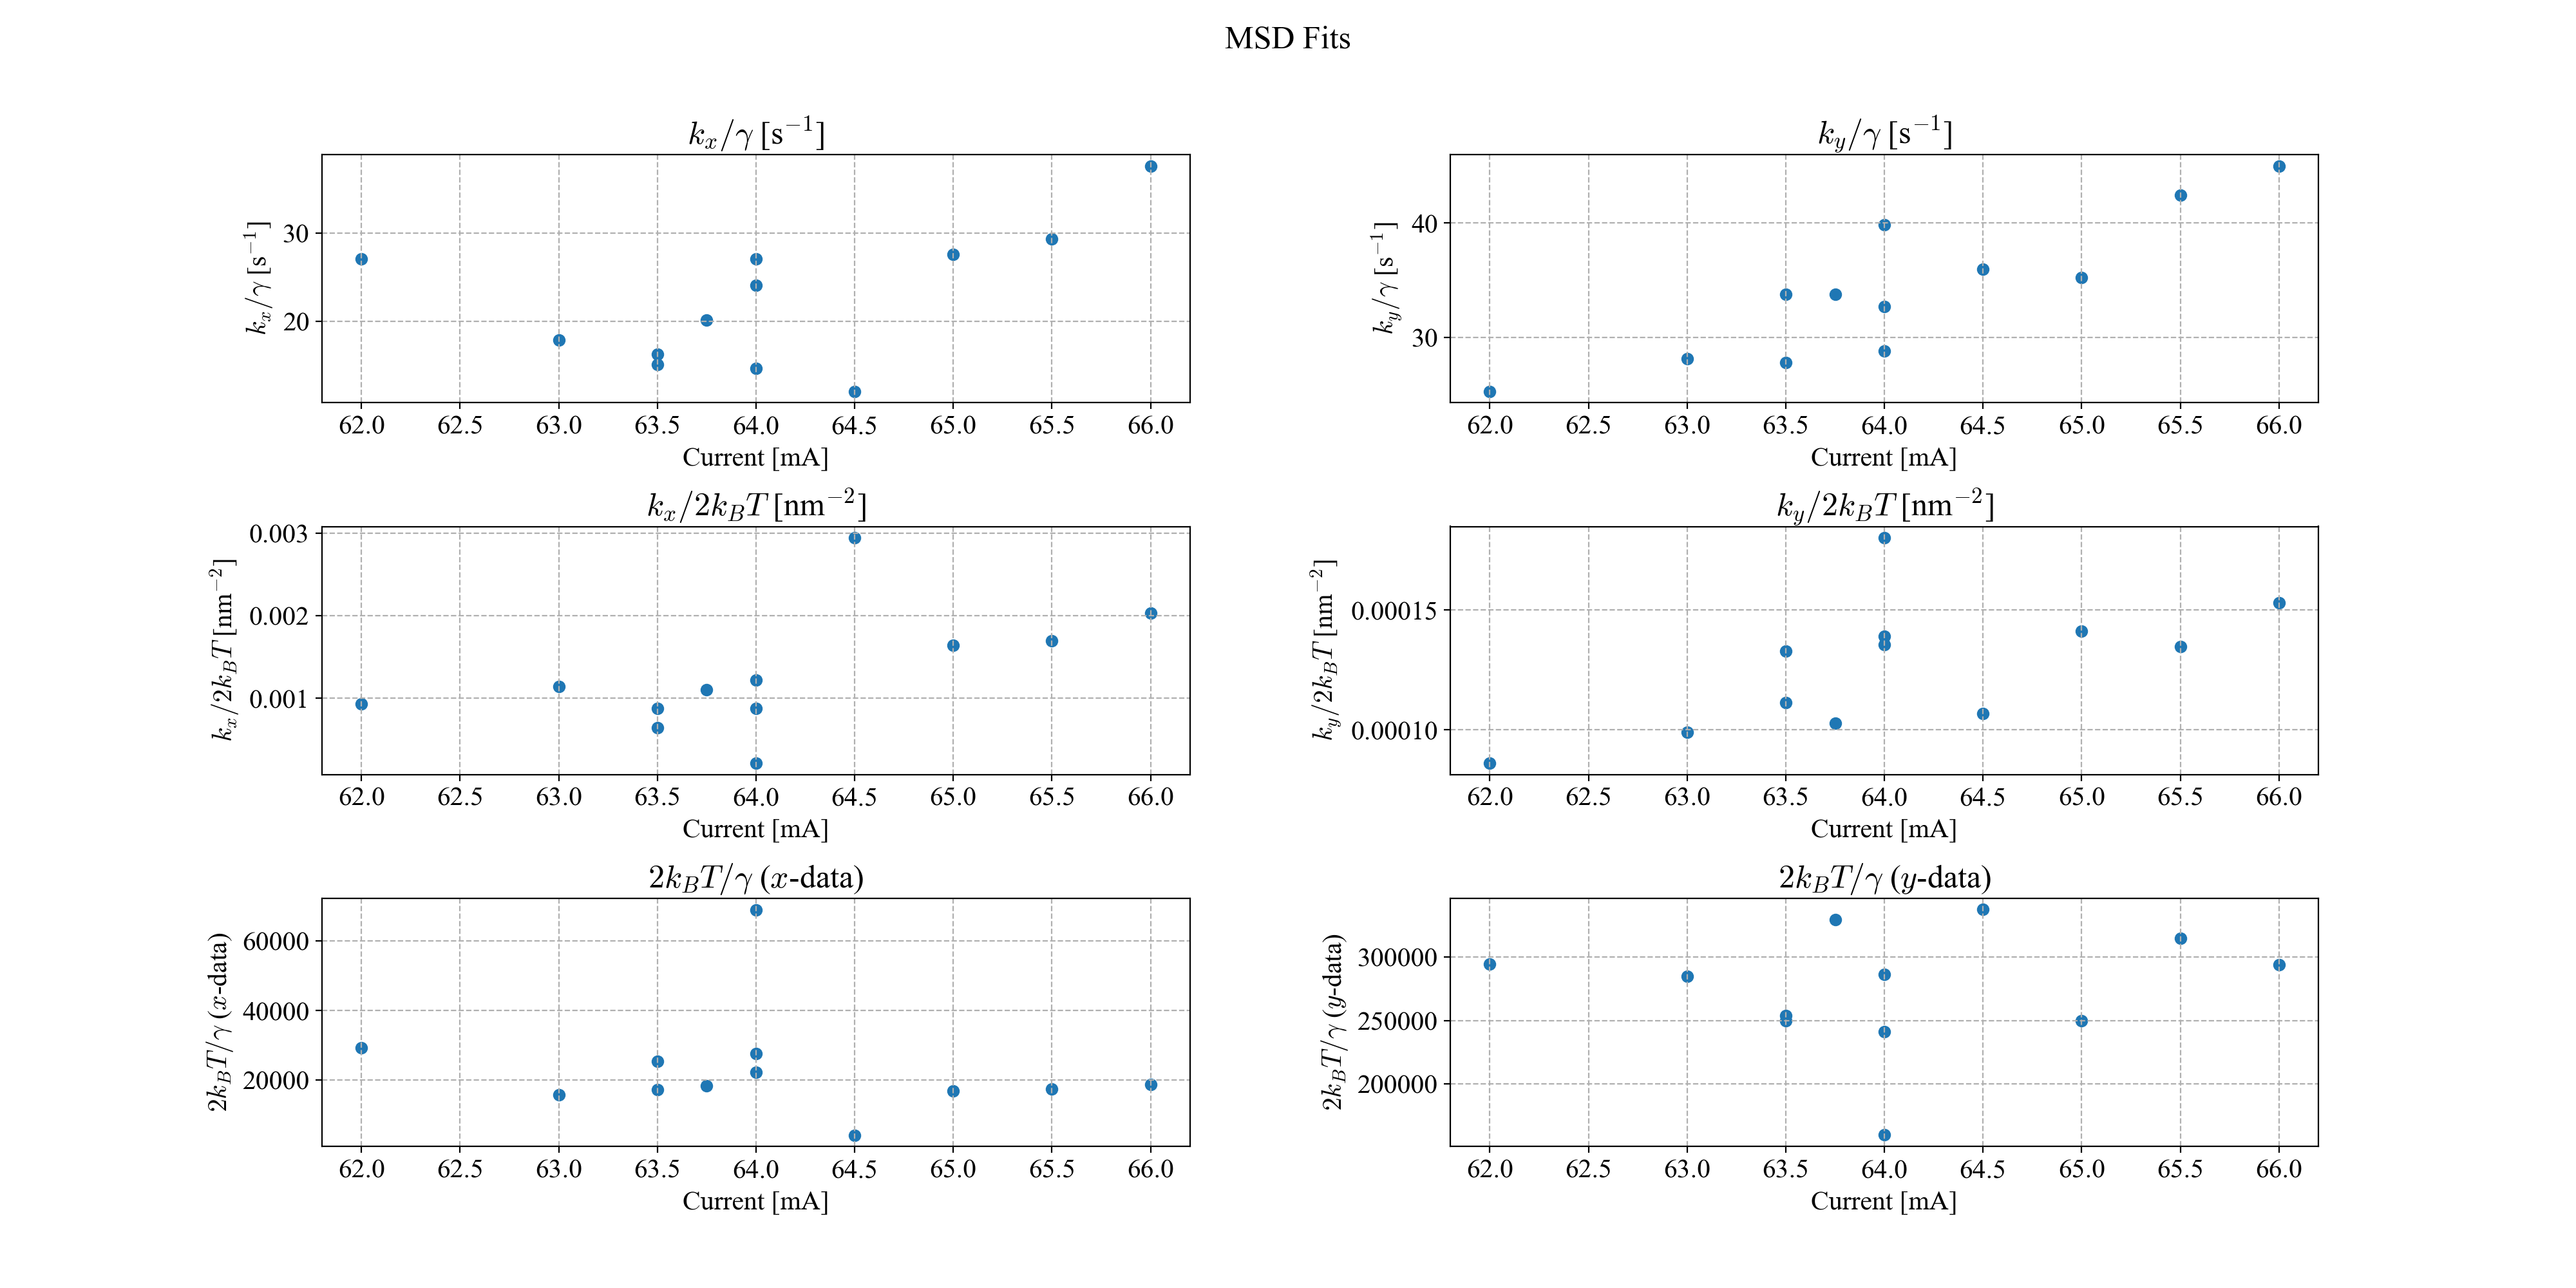 MSD Fits
k_x/γ [s⁻¹]
k_x/γ [s⁻¹]
30
20
62.0 62.5 63.0 63.5 64.0 64.5 65.0 65.5 66.0
Current [mA]
k_y/γ [s⁻¹]
k_y/γ [s⁻¹]
40
30
62.0 62.5 63.0 63.5 64.0 64.5 65.0 65.5 66.0
Current [mA]
k_x/2k_BT [nm⁻²]
k_x/2k_BT [nm⁻²]
0.003
0.002
0.001
62.0 62.5 63.0 63.5 64.0 64.5 65.0 65.5 66.0
Current [mA]
k_y/2k_BT [nm⁻²]
k_y/2k_BT [nm⁻²]
0.00015
0.00010
62.0 62.5 63.0 63.5 64.0 64.5 65.0 65.5 66.0
Current [mA]
2k_BT/γ (x-data)
2k_BT/γ (x-data)
60000
40000
20000
62.0 62.5 63.0 63.5 64.0 64.5 65.0 65.5 66.0
Current [mA]
2k_BT/γ (y-data)
2k_BT/γ (y-data)
300000
250000
200000
62.0 62.5 63.0 63.5 64.0 64.5 65.0 65.5 66.0
Current [mA]